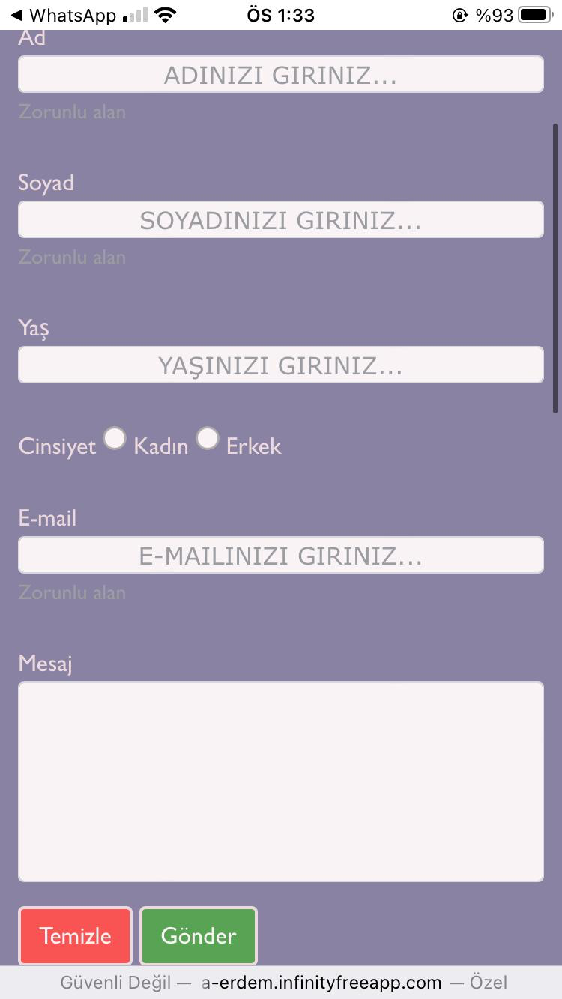 ◀ WhatsApp ÖS 1:33 %93
Ad
ADINIZI GIRINIZ...
Zorunlu alan
Soyad
SOYADINIZI GIRINIZ...
Zorunlu alan
Yaş
YAŞINIZI GIRINIZ...
Cinsiyet Kadın Erkek
E-mail
E-MAILINIZI GIRINIZ...
Zorunlu alan
Mesaj
Temizle Gönder
Güvenli Değil — a-erdem.infinityfreeapp.com — Özel